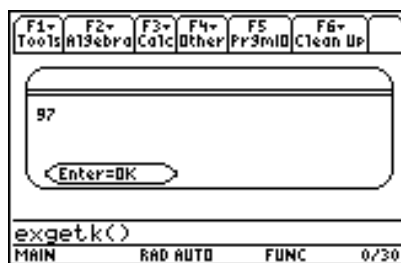 F1▾ F2▾ F3▾ F4▾ F5 F6▾
Tools Algebra Calc Other PrgmIO Clean Up
97
Enter=OK
exgetk()
MAIN RAD AUTO FUNC 0/30